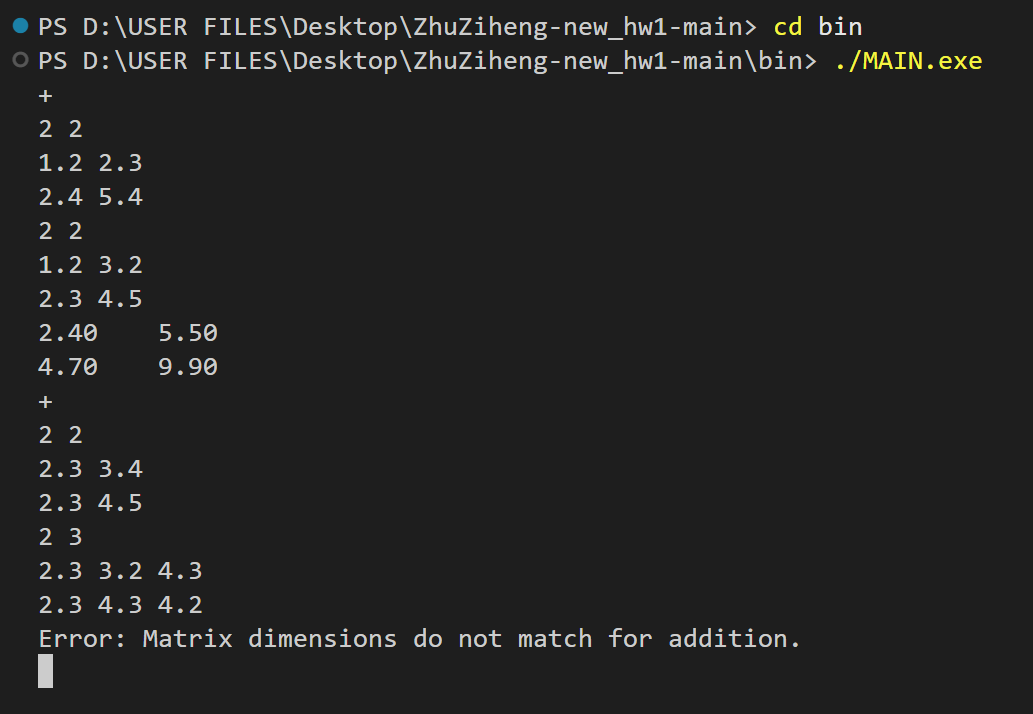 PS D:\USER FILES\Desktop\ZhuZiheng-new_hw1-main> cd bin
PS D:\USER FILES\Desktop\ZhuZiheng-new_hw1-main\bin> ./MAIN.exe
+
2 2
1.2 2.3
2.4 5.4
2 2
1.2 3.2
2.3 4.5
2.40    5.50
4.70    9.90
+
2 2
2.3 3.4
2.3 4.5
2 3
2.3 3.2 4.3
2.3 4.3 4.2
Error: Matrix dimensions do not match for addition.